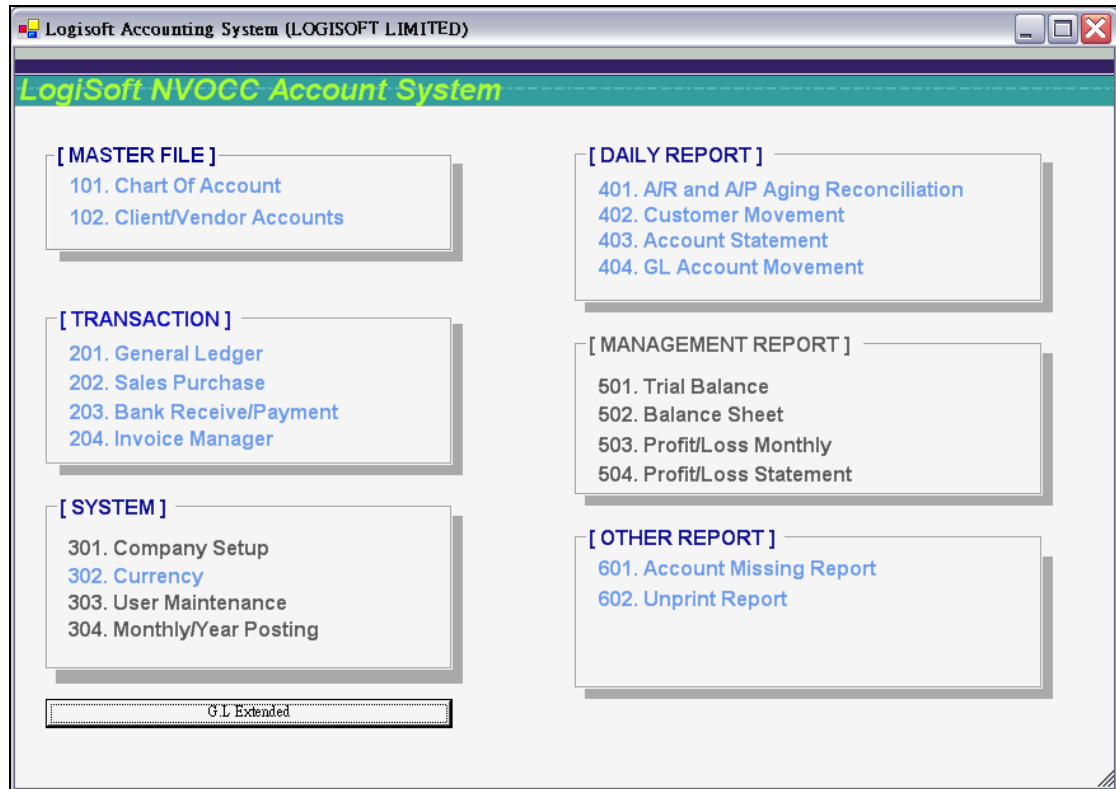 Logisoft Accounting System (LOGISOFT LIMITED)
LogiSoft NVOCC Account System
[ MASTER FILE ]
101. Chart Of Account
102. Client/Vendor Accounts
[ TRANSACTION ]
201. General Ledger
202. Sales Purchase
203. Bank Receive/Payment
204. Invoice Manager
[ SYSTEM ]
301. Company Setup
302. Currency
303. User Maintenance
304. Monthly/Year Posting
G.L Extended
[ DAILY REPORT ]
401. A/R and A/P Aging Reconciliation
402. Customer Movement
403. Account Statement
404. GL Account Movement
[ MANAGEMENT REPORT ]
501. Trial Balance
502. Balance Sheet
503. Profit/Loss Monthly
504. Profit/Loss Statement
[ OTHER REPORT ]
601. Account Missing Report
602. Unprint Report